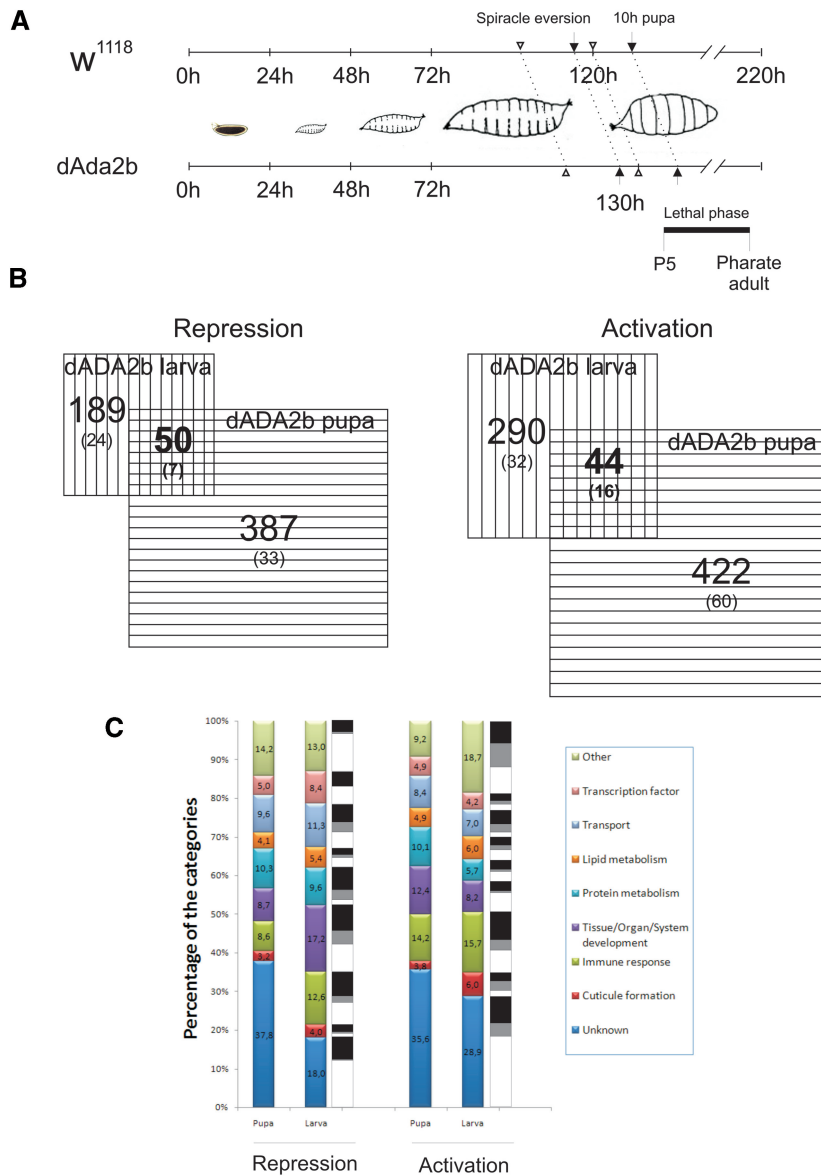 A
Spiracle eversion
10h pupa
W1118
0h
24h
48h
72h
120h
220h
dAda2b
0h
24h
48h
72h
130h
Lethal phase
P5
Pharate
adult
B
Repression
Activation
dADA2b larva
189
(24)
50
(7)
dADA2b pupa
387
(33)
dADA2b larva
290
(32)
44
(16)
dADA2b pupa
422
(60)
C
Percentage of the categories
100%
90%
80%
70%
60%
50%
40%
30%
20%
10%
0%
14,2
5,0
9,6
4,1
10,3
8,7
8,6
3,2
37,8
13,0
8,4
11,3
5,4
9,6
17,2
12,6
4,0
18,0
9,2
4,9
8,4
4,9
10,1
12,4
14,2
3,8
35,6
18,7
4,2
7,0
6,0
5,7
8,2
15,7
6,0
28,9
Pupa
Larva
Pupa
Larva
Repression
Activation
Other
Transcription factor
Transport
Lipid metabolism
Protein metabolism
Tissue/Organ/System
development
Immune response
Cuticule formation
Unknown